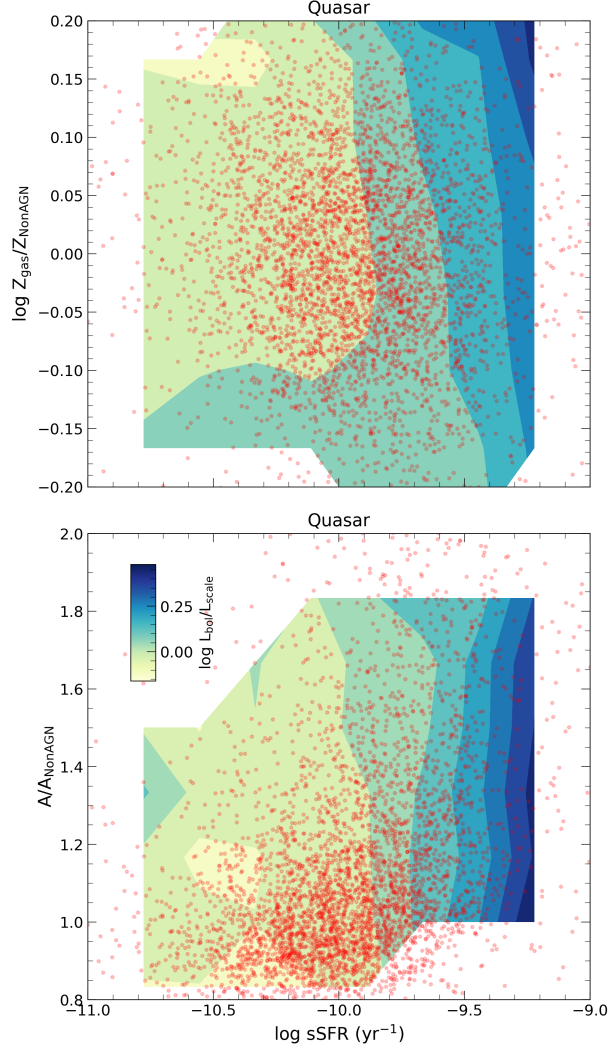 Quasar
0.20
0.15
0.10
0.05
0.00
−0.05
−0.10
−0.15
−0.20
log Z_gas/Z_NonAGN
Quasar
2.0
1.8
1.6
1.4
1.2
1.0
0.8
A/A_NonAGN
0.25
0.00
log L_bol/L_scale
−11.0 −10.5 −10.0 −9.5 −9.0
log sSFR (yr⁻¹)